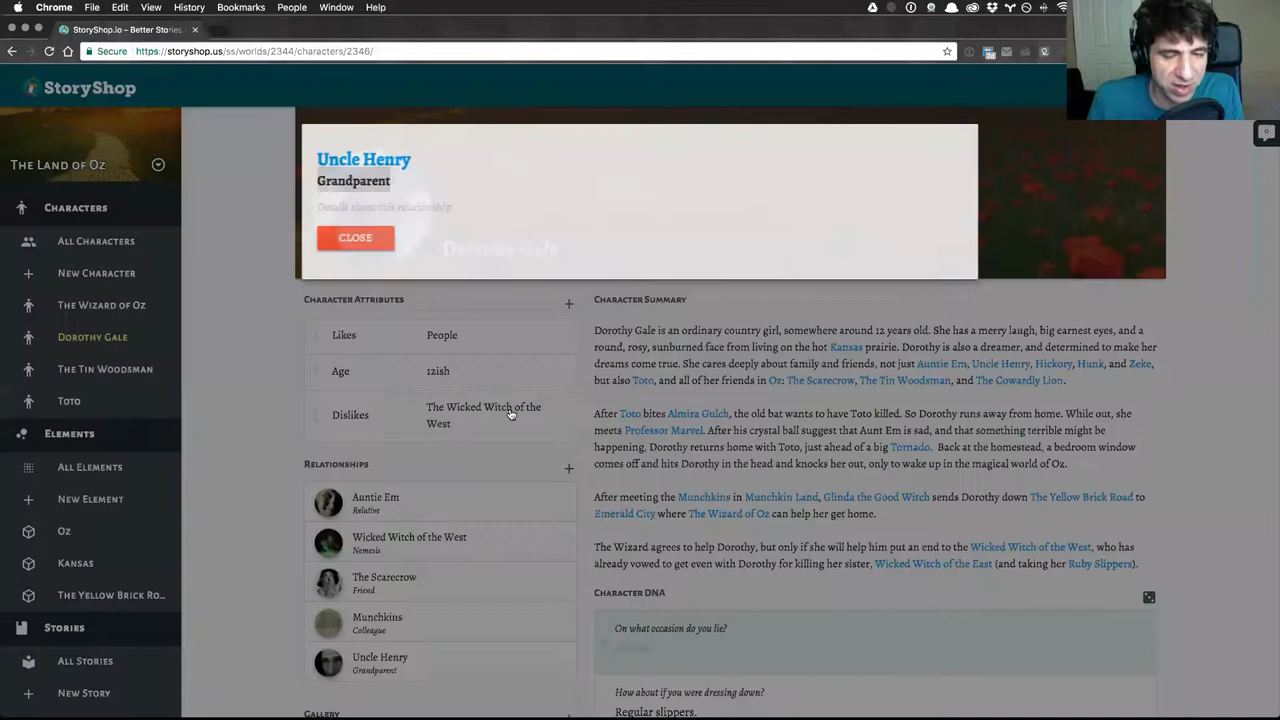 Chrome File Edit View History Bookmarks People Window Help
StoryShop.io – Better Stories
Secure https://storyshop.us/ss/worlds/2344/characters/2346/
StoryShop
The Land of Oz
Characters
All Characters
New Character
The Wizard of Oz
Dorothy Gale
The Tin Woodsman
Toto
Elements
All Elements
New Element
Oz
Kansas
The Yellow Brick Ro...
Stories
All Stories
New Story
Uncle Henry
Grandparent
Details about this relationship
CLOSE
Dorothy Gale
Character Attributes
Likes People
Age 12ish
Dislikes The Wicked Witch of the
West
Relationships
Auntie Em
Relative
Wicked Witch of the West
Nemesis
The Scarecrow
Friend
Munchkins
Colleague
Uncle Henry
Grandparent
Gallery
Character Summary
Dorothy Gale is an ordinary country girl, somewhere around 12 years old. She has a merry laugh, big earnest eyes, and a
round, rosy, sunburned face from living on the hot Kansas prairie. Dorothy is also a dreamer, and determined to make her
dreams come true. She cares deeply about family and friends, not just Auntie Em, Uncle Henry, Hickory, Hunk, and Zeke,
but also Toto, and all of her friends in Oz: The Scarecrow, The Tin Woodsman, and The Cowardly Lion.
After Toto bites Almira Gulch, the old bat wants to have Toto killed. So Dorothy runs away from home. While out, she
meets Professor Marvel. After his crystal ball suggest that Aunt Em is sad, and that something terrible might be
happening, Dorothy returns home with Toto, just ahead of a big Tornado. Back at the homestead, a bedroom window
comes off and hits Dorothy in the head and knocks her out, only to wake up in the magical world of Oz.
After meeting the Munchkins in Munchkin Land, Glinda the Good Witch sends Dorothy down The Yellow Brick Road to
Emerald City where The Wizard of Oz can help her get home.
The Wizard agrees to help Dorothy, but only if she will help him put an end to the Wicked Witch of the West, who has
already vowed to get even with Dorothy for killing her sister, Wicked Witch of the East (and taking her Ruby Slippers).
Character DNA
On what occasion do you lie?
How about if you were dressing down?
Regular slippers.